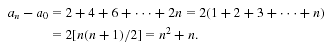 aₙ − a₀ = 2 + 4 + 6 + ⋯ + 2n = 2(1 + 2 + 3 + ⋯ + n)
= 2[n(n + 1)/2] = n² + n.